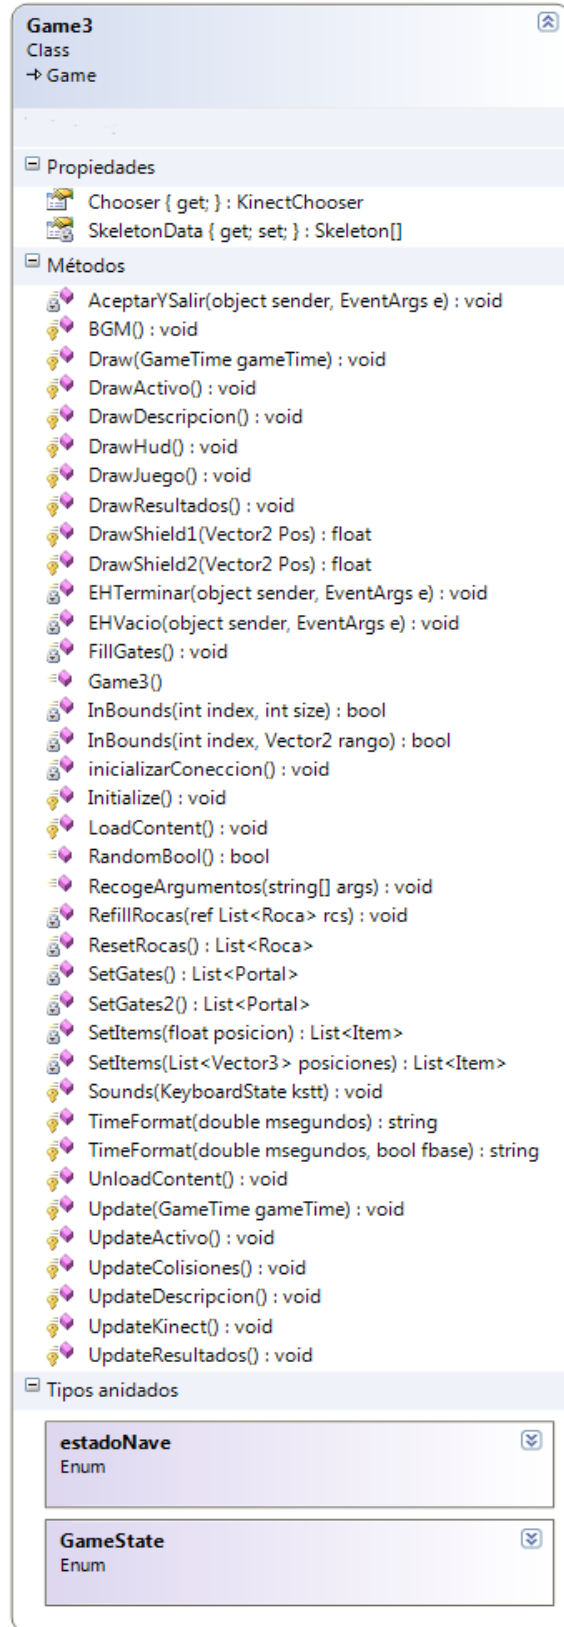 Game3
Class
Game
Propiedades
Chooser { get; } : KinectChooser
SkeletonData { get; set; } : Skeleton[]
Métodos
AceptarYSalir(object sender, EventArgs e) : void
BGM() : void
Draw(GameTime gameTime) : void
DrawActivo() : void
DrawDescripcion() : void
DrawHud() : void
DrawJuego() : void
DrawResultados() : void
DrawShield1(Vector2 Pos) : float
DrawShield2(Vector2 Pos) : float
EHTerminar(object sender, EventArgs e) : void
EHVacio(object sender, EventArgs e) : void
FillGates() : void
Game3()
InBounds(int index, int size) : bool
InBounds(int index, Vector2 rango) : bool
inicializarConeccion() : void
Initialize() : void
LoadContent() : void
RandomBool() : bool
RecogeArgumentos(string[] args) : void
RefillRocas(ref List<Roca> rcs) : void
ResetRocas() : List<Roca>
SetGates() : List<Portal>
SetGates2() : List<Portal>
SetItems(float posicion) : List<Item>
SetItems(List<Vector3> posiciones) : List<Item>
Sounds(KeyboardState kstt) : void
TimeFormat(double msegundos) : string
TimeFormat(double msegundos, bool fbase) : string
UnloadContent() : void
Update(GameTime gameTime) : void
UpdateActivo() : void
UpdateColisiones() : void
UpdateDescripcion() : void
UpdateKinect() : void
UpdateResultados() : void
Tipos anidados
estadoNave
Enum
GameState
Enum